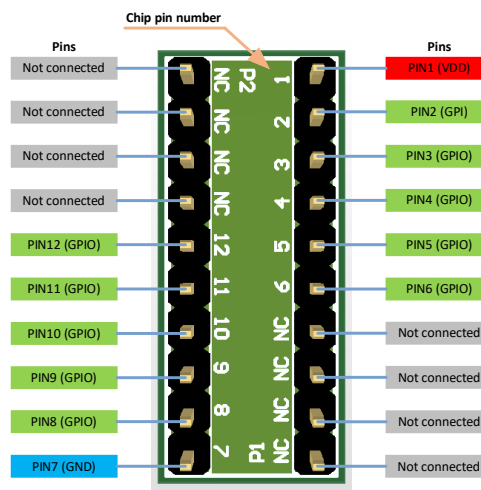 Chip pin number
Pins
Pins
Not connected
NC
P2
1
PIN1 (VDD)
Not connected
NC
2
PIN2 (GPI)
Not connected
NC
3
PIN3 (GPIO)
Not connected
NC
4
PIN4 (GPIO)
PIN12 (GPIO)
12
5
PIN5 (GPIO)
PIN11 (GPIO)
11
6
PIN6 (GPIO)
PIN10 (GPIO)
10
NC
Not connected
PIN9 (GPIO)
9
NC
Not connected
PIN8 (GPIO)
8
NC
Not connected
PIN7 (GND)
7
P1
NC
Not connected